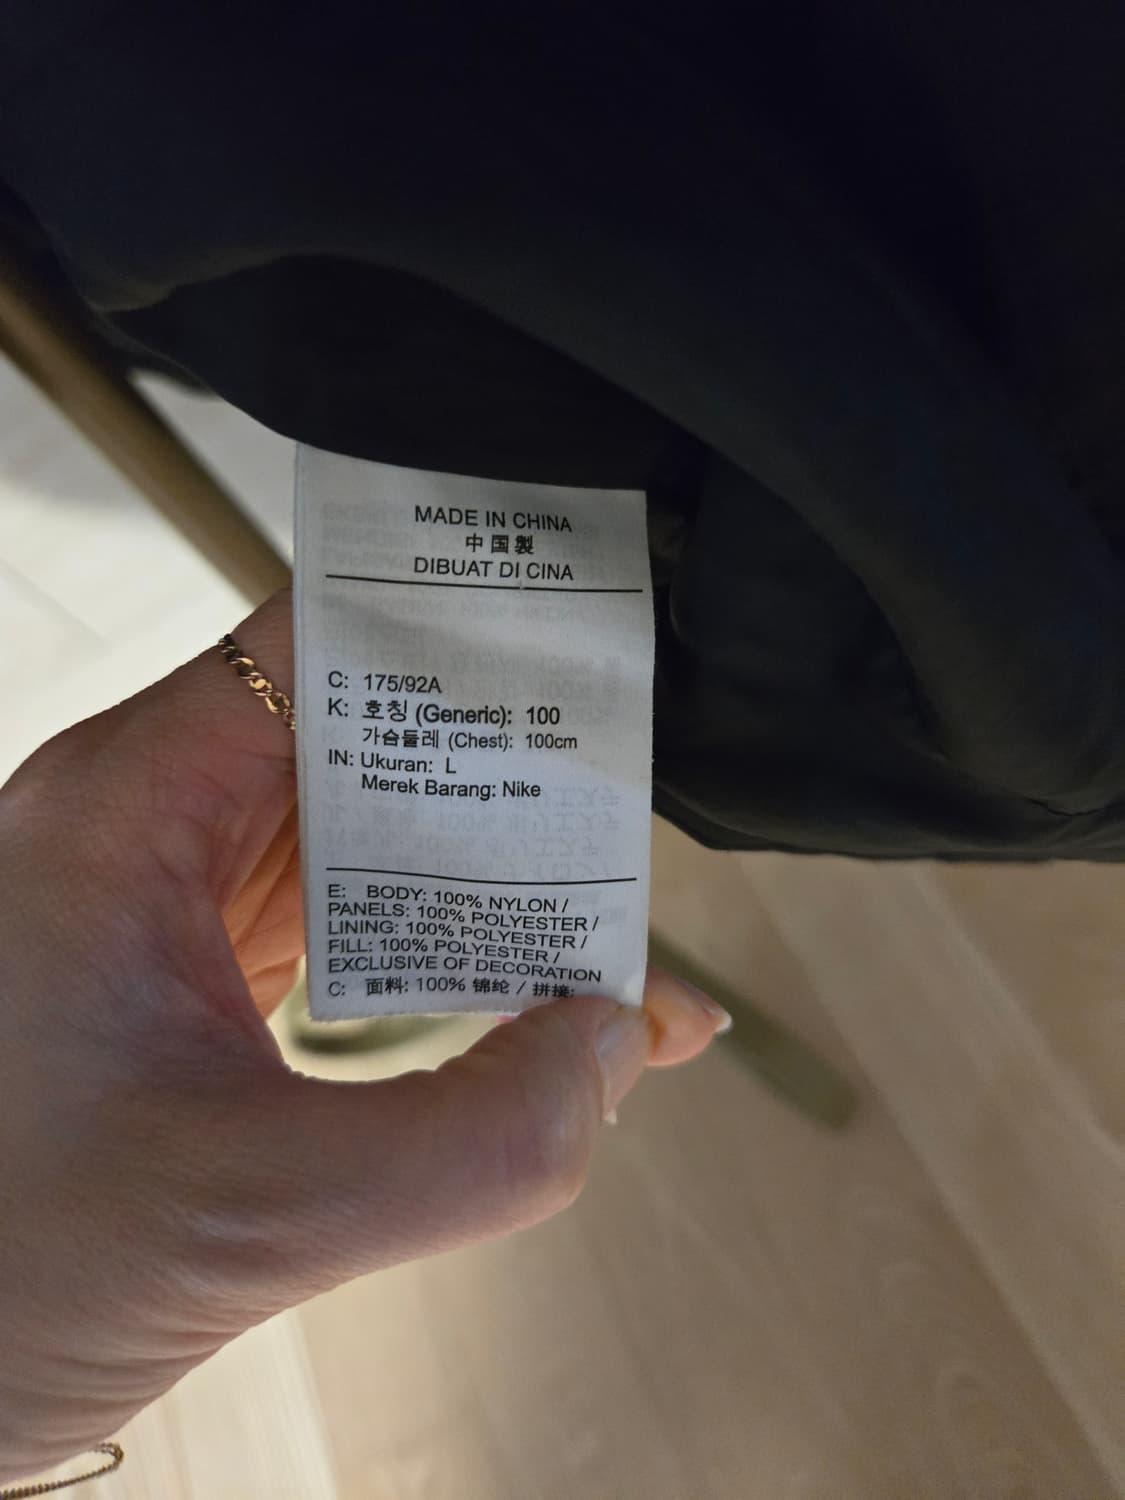 MADE IN CHINA
中国製
DIBUAT DI CINA
C: 175/92A
K: 호칭 (Generic): 100
가슴둘레 (Chest): 100cm
IN: Ukuran: L
Merek Barang: Nike
E: BODY: 100% NYLON /
PANELS: 100% POLYESTER /
LINING: 100% POLYESTER /
FILL: 100% POLYESTER /
EXCLUSIVE OF DECORATION
C: 面料: 100% 锦纶 / 拼接: